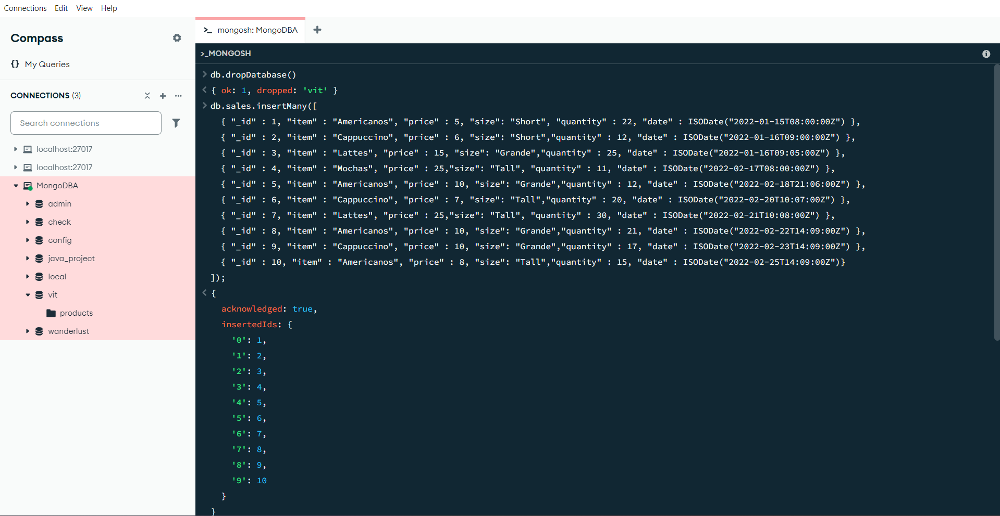 Connections Edit View Help
Compass
{} My Queries
CONNECTIONS (3)
Search connections
localhost:27017
localhost:27017
MongoDBA
admin
check
config
java_project
local
vit
products
wanderlust
>_ mongosh: MongoDBA
>_MONGOSH
> db.dropDatabase()
< { ok: 1, dropped: 'vit' }
> db.sales.insertMany([
{ "_id" : 1, "item" : "Americanos", "price" : 5, "size": "Short", "quantity" : 22, "date" : ISODate("2022-01-15T08:00:00Z") },
{ "_id" : 2, "item" : "Cappuccino", "price" : 6, "size": "Short","quantity" : 12, "date" : ISODate("2022-01-16T09:00:00Z") },
{ "_id" : 3, "item" : "Lattes", "price" : 15, "size": "Grande","quantity" : 25, "date" : ISODate("2022-01-16T09:05:00Z") },
{ "_id" : 4, "item" : "Mochas", "price" : 25,"size": "Tall", "quantity" : 11, "date" : ISODate("2022-02-17T08:00:00Z") },
{ "_id" : 5, "item" : "Americanos", "price" : 10, "size": "Grande","quantity" : 12, "date" : ISODate("2022-02-18T21:06:00Z") },
{ "_id" : 6, "item" : "Cappuccino", "price" : 7, "size": "Tall","quantity" : 20, "date" : ISODate("2022-02-20T10:07:00Z") },
{ "_id" : 7, "item" : "Lattes", "price" : 25,"size": "Tall", "quantity" : 30, "date" : ISODate("2022-02-21T10:08:00Z") },
{ "_id" : 8, "item" : "Americanos", "price" : 10, "size": "Grande","quantity" : 21, "date" : ISODate("2022-02-22T14:09:00Z") },
{ "_id" : 9, "item" : "Cappuccino", "price" : 10, "size": "Grande","quantity" : 17, "date" : ISODate("2022-02-23T14:09:00Z") },
{ "_id" : 10, "item" : "Americanos", "price" : 8, "size": "Tall","quantity" : 15, "date" : ISODate("2022-02-25T14:09:00Z")}
]);
< {
acknowledged: true,
insertedIds: {
'0': 1,
'1': 2,
'2': 3,
'3': 4,
'4': 5,
'5': 6,
'6': 7,
'7': 8,
'8': 9,
'9': 10
}
}